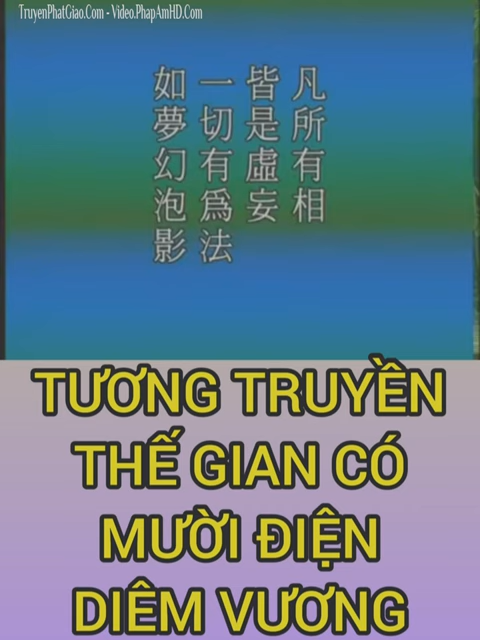 TruyenPhatGiao.Com - Video.PhapAmHD.Com
凡所有相
皆是虛妄
一切有為法
如夢幻泡影
TƯƠNG TRUYỀN
THẾ GIAN CÓ
MƯỜI ĐIỆN
DIÊM VƯƠNG